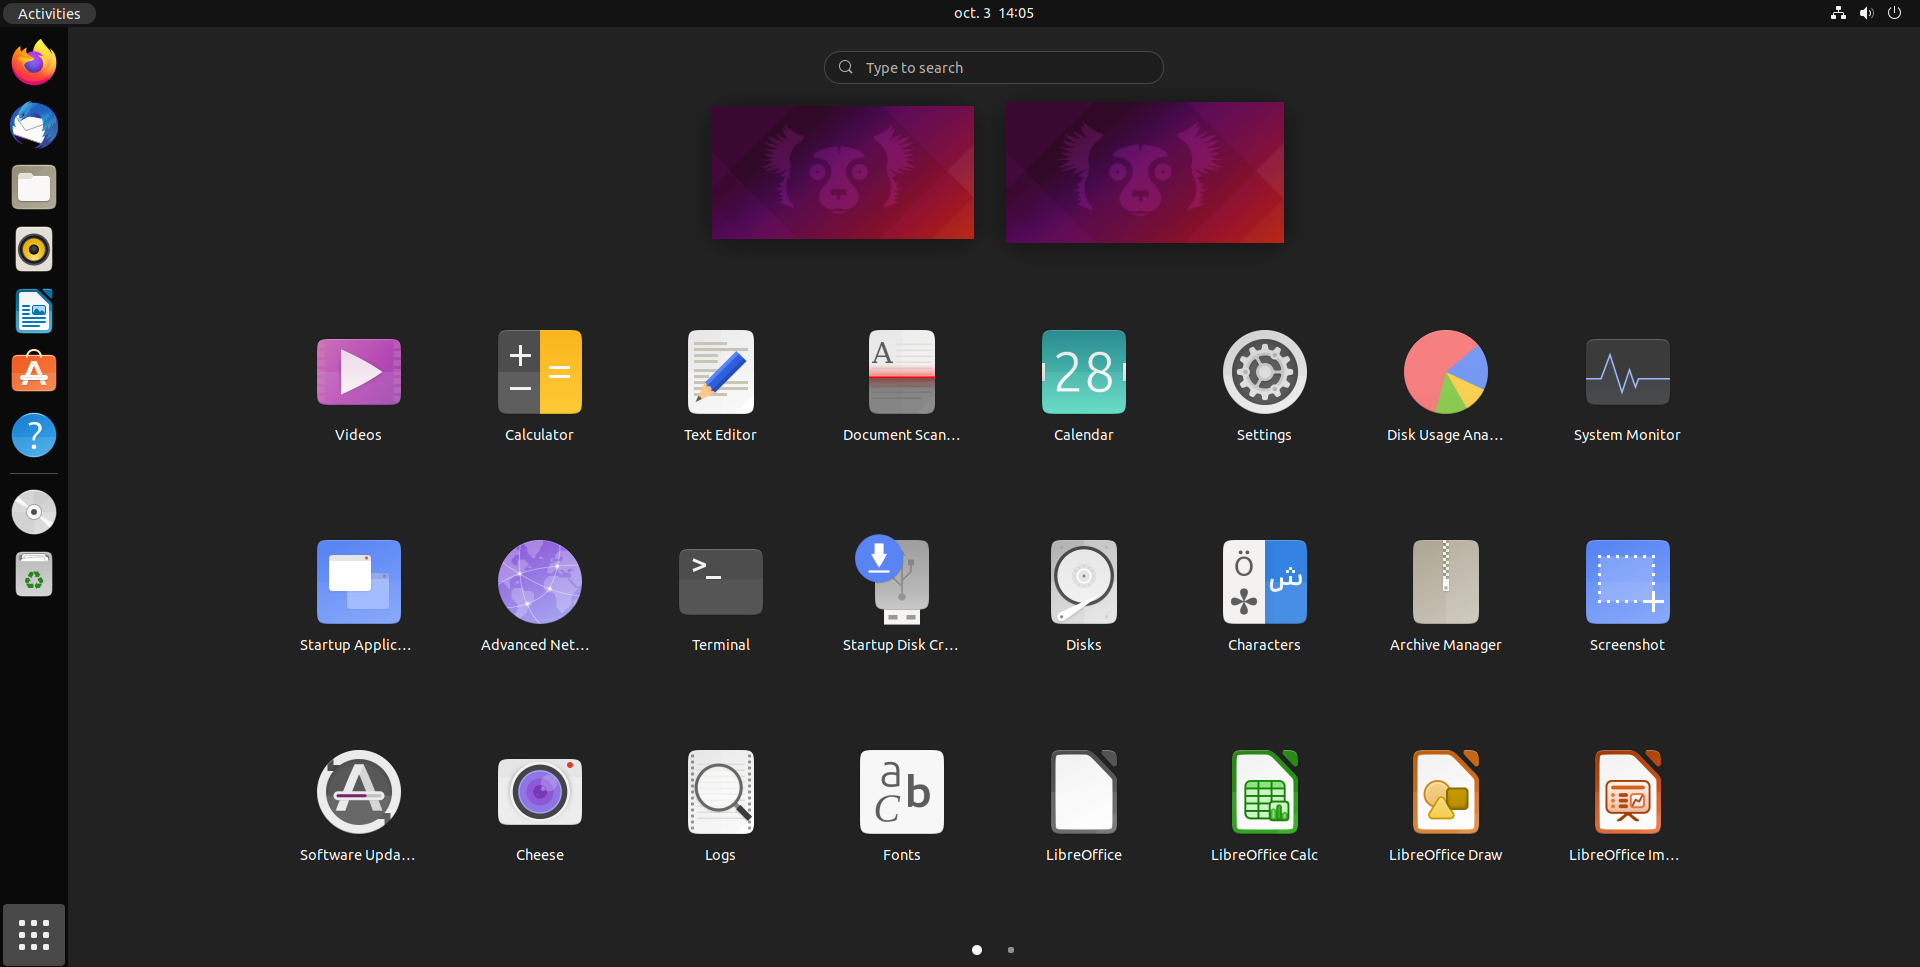 Activities
oct. 3 14:05
Type to search
Videos
Calculator
Text Editor
Document Scan…
Calendar
Settings
Disk Usage Ana…
System Monitor
A
28
Startup Applic…
Advanced Net…
Terminal
Startup Disk Cr…
Disks
Characters
Archive Manager
Screenshot
>_
Ö
ش
Software Upda…
Cheese
Logs
Fonts
LibreOffice
LibreOffice Calc
LibreOffice Draw
LibreOffice Im…
a
b
C